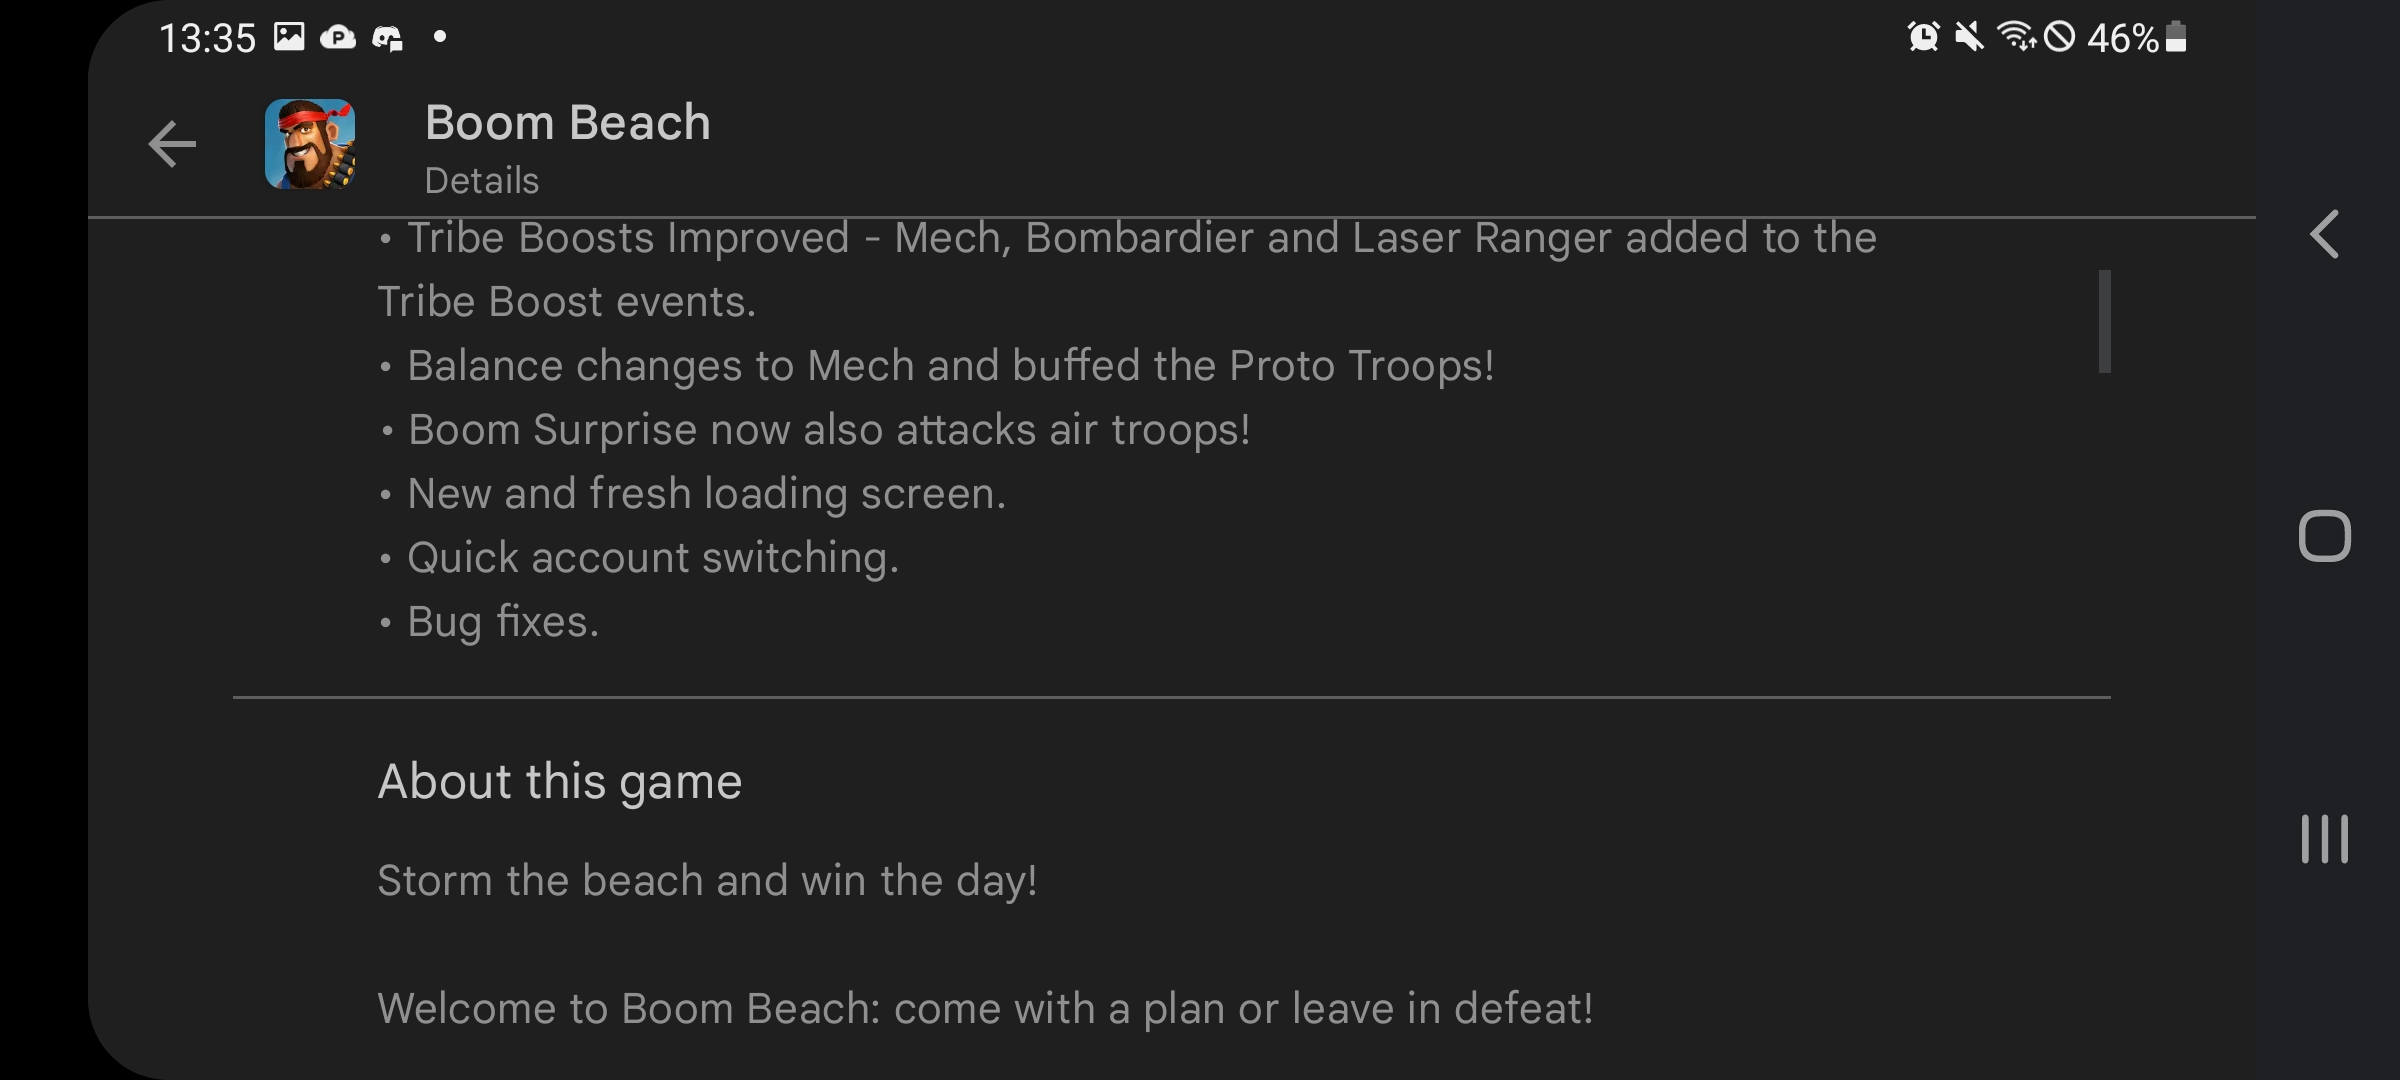 13:35
46%
Boom Beach
Details
• Tribe Boosts Improved - Mech, Bombardier and Laser Ranger added to the
Tribe Boost events.
• Balance changes to Mech and buffed the Proto Troops!
• Boom Surprise now also attacks air troops!
• New and fresh loading screen.
• Quick account switching.
• Bug fixes.
About this game
Storm the beach and win the day!
Welcome to Boom Beach: come with a plan or leave in defeat!